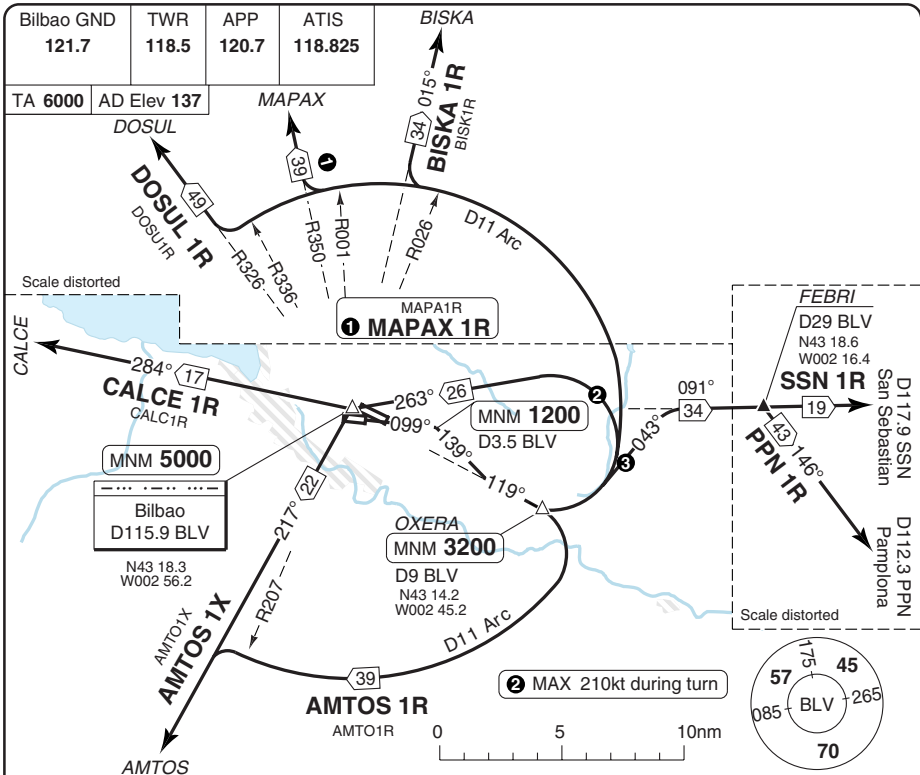 Bilbao GND
121.7
TWR
118.5
APP
120.7
ATIS
118.825
TA 6000
AD Elev 137
BISKA
34 015°
BISKA 1R
BISK1R
MAPAX
39 1
DOSUL
49
DOSUL 1R
DOSU1R
R326
R336
R350
R001
R026
D11 Arc
MAPA1R
1 MAPAX 1R
Scale distorted
CALCE
284° 17
CALCE 1R
CALC1R
263° 26
2
099°
139°
119°
MNM 1200
D3.5 BLV
043°
3
091°
34
FEBRI
D29 BLV
N43 18.6
W002 16.4
SSN 1R
19
D117.9 SSN
San Sebastian
43 146°
PPN 1R
D112.3 PPN
Pamplona
Scale distorted
MNM 5000
Bilbao
D115.9 BLV
N43 18.3
W002 56.2
22
217°
R207
AMTO1X
AMTOS 1X
AMTOS
OXERA
MNM 3200
D9 BLV
N43 14.2
W002 45.2
D11 Arc
39
AMTOS 1R
AMTO1R
2 MAX 210kt during turn
0 5 10nm
175
57
45
085
BLV
265
70